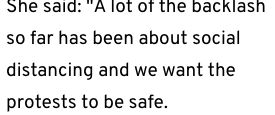 She said: "A lot of the backlash
so far has been about social
distancing and we want the
protests to be safe.